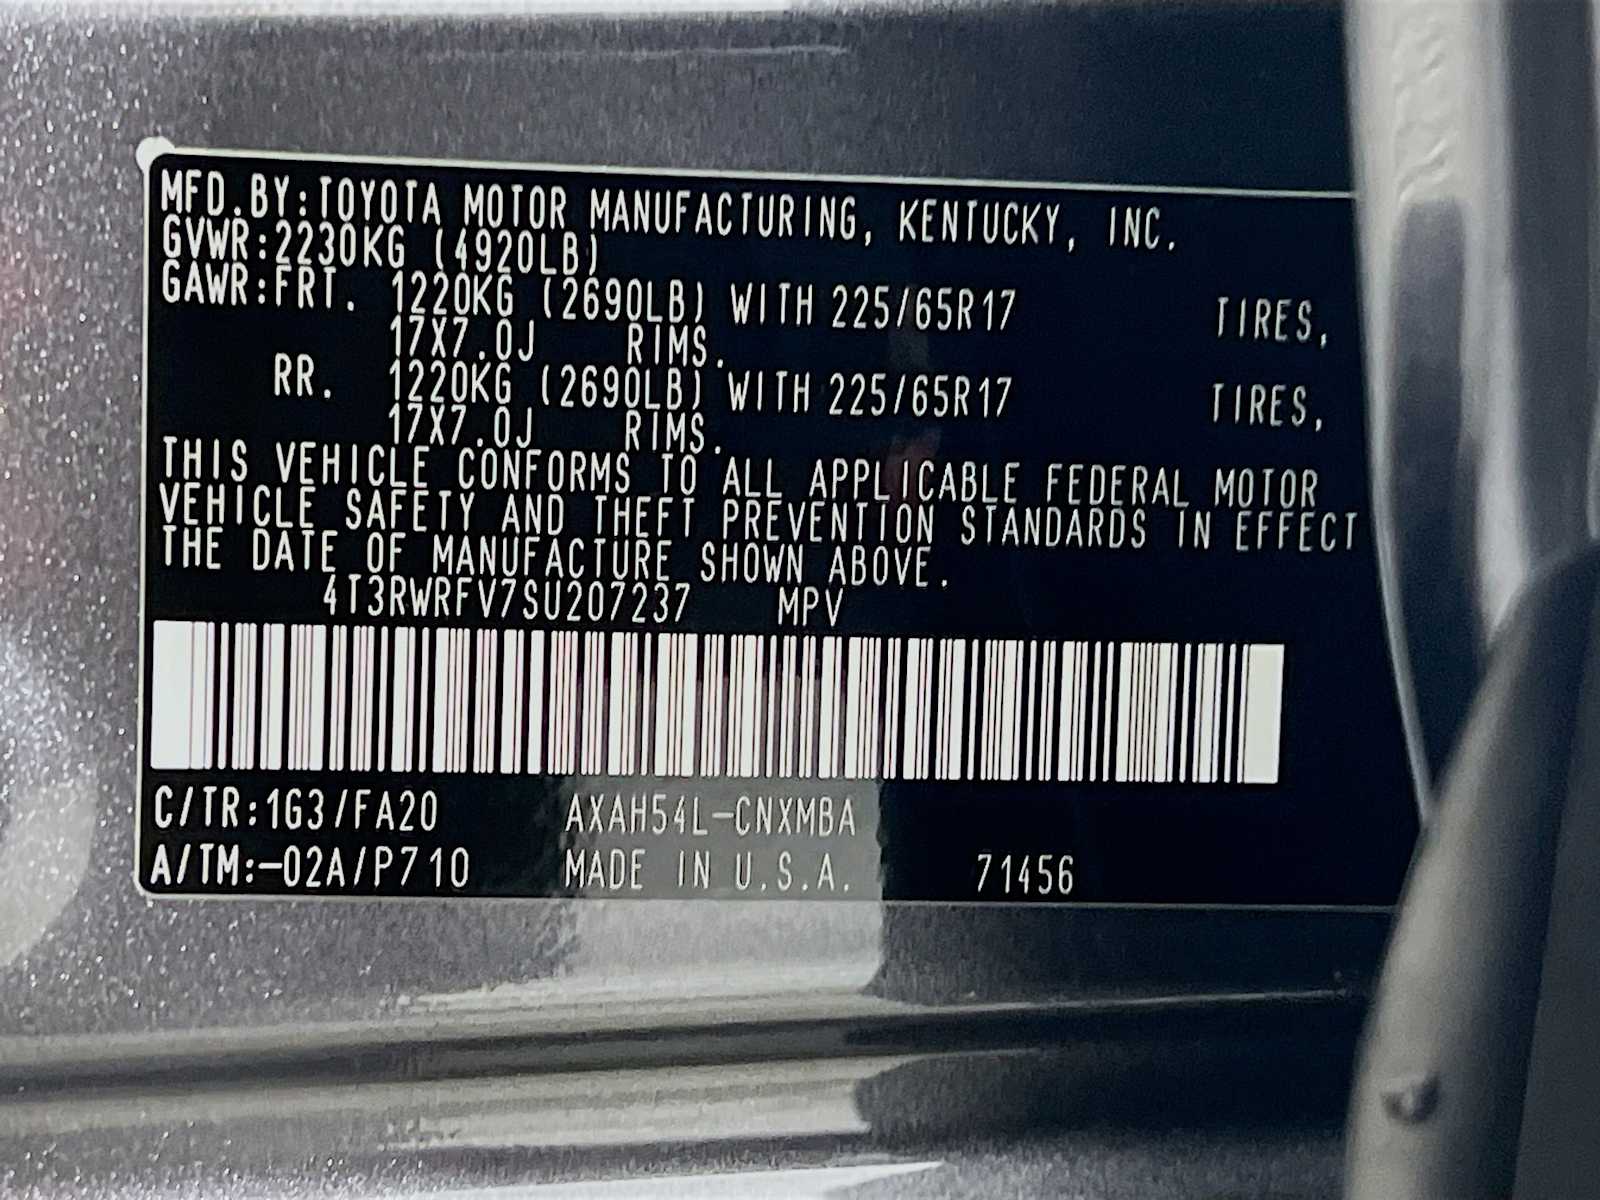 MFD.BY:TOYOTA MOTOR MANUFACTURING, KENTUCKY, INC.
GVWR:2230KG (4920LB)
GAWR:FRT. 1220KG (2690LB) WITH 225/65R17 TIRES,
17X7.0J RIMS.
RR. 1220KG (2690LB) WITH 225/65R17 TIRES,
17X7.0J RIMS.
THIS VEHICLE CONFORMS TO ALL APPLICABLE FEDERAL MOTOR
VEHICLE SAFETY AND THEFT PREVENTION STANDARDS IN EFFECT
THE DATE OF MANUFACTURE SHOWN ABOVE.
4T3RWRFV7SU207237 MPV
C/TR:1G3/FA20 AXAH54L-CNXMBA
A/TM:-02A/P710 MADE IN U.S.A. 71456